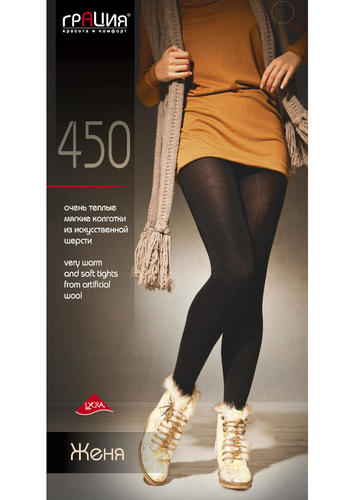 ГРАЦИЯ®
красота и комфорт
450
очень теплые
мягкие колготки
из искусственной
шерсти
very warm
and soft tights
from artificial
wool
LYCRA
Женя